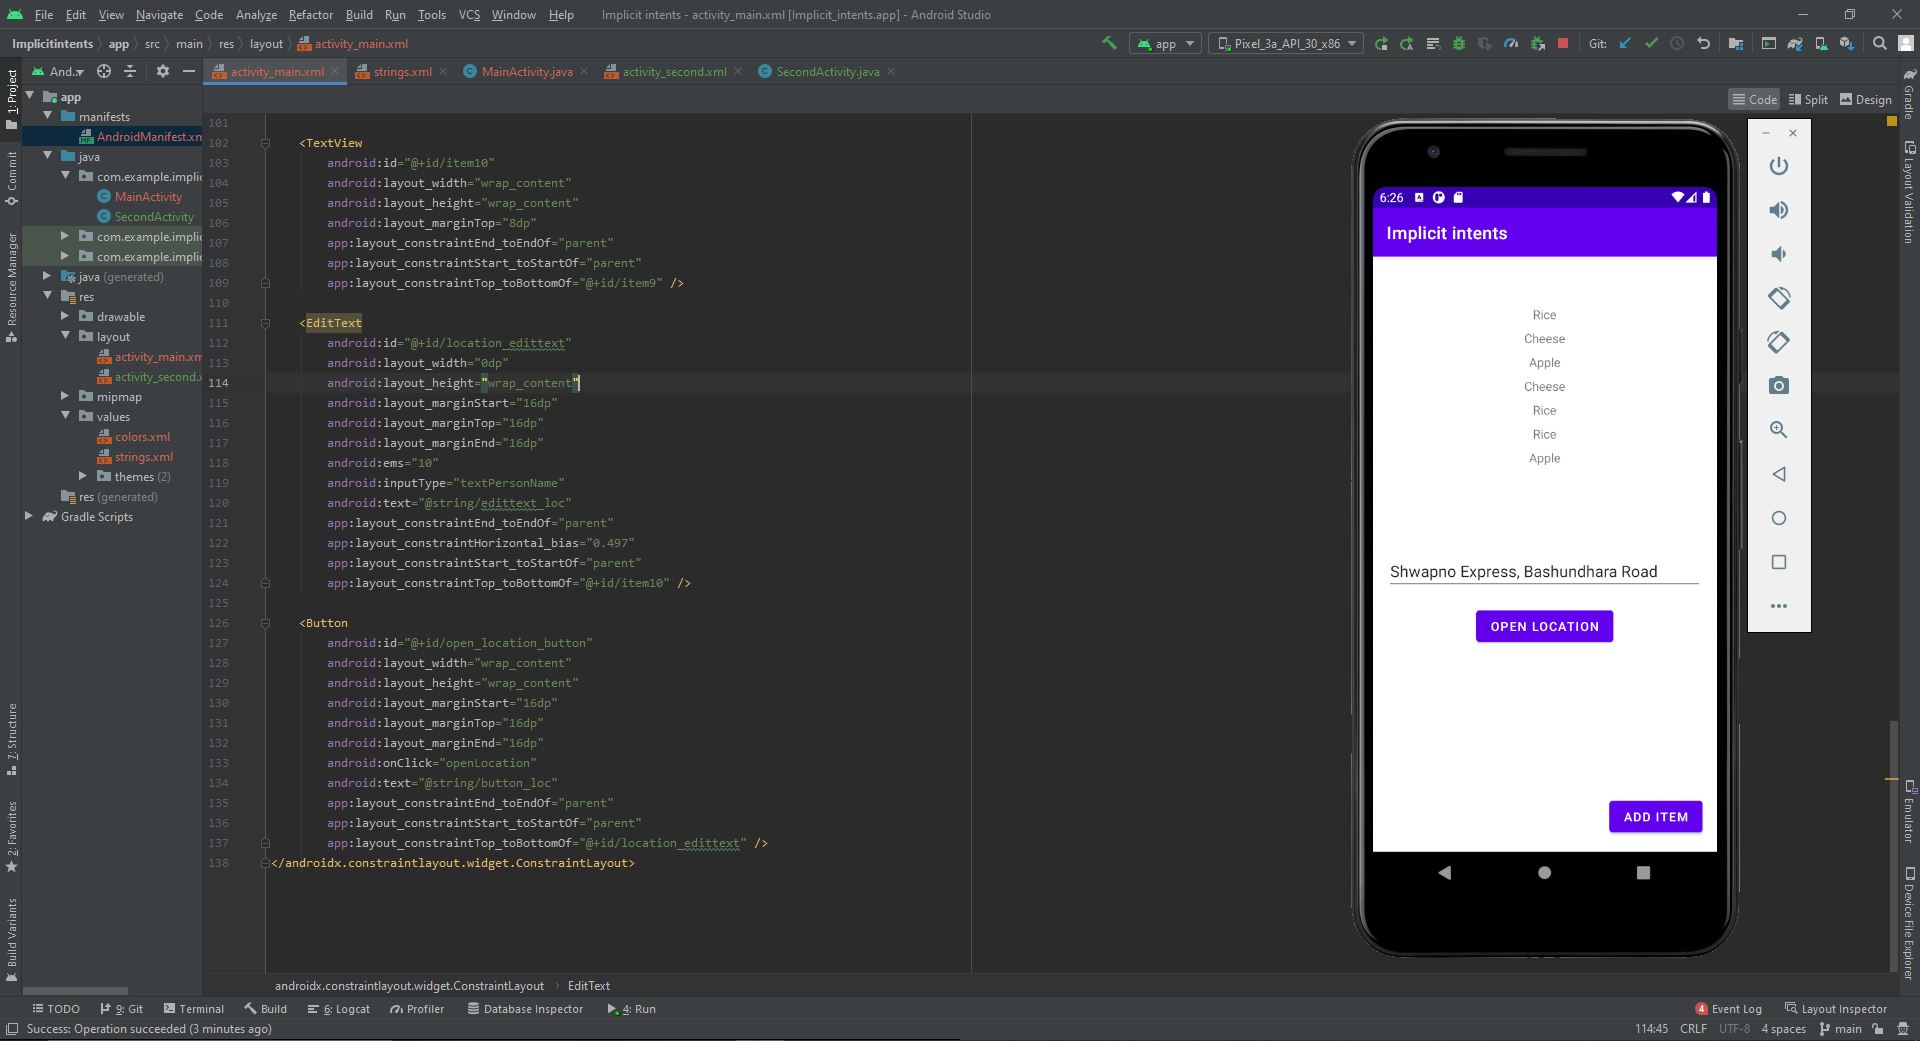 File Edit View Navigate Code Analyze Refactor Build Run Tools VCS Window Help Implicit intents - activity_main.xml [Implicit_intents.app] - Android Studio
Implicitintents app src main res layout activity_main.xml app Pixel_3a_API_30_x86 Git:
And... activity_main.xml strings.xml MainActivity.java activity_second.xml SecondActivity.java
Code Split Design
1: Project
Commit
Resource Manager
7: Structure
2: Favorites
Build Variants
app
manifests
AndroidManifest.xm
java
com.example.implic
MainActivity
SecondActivity
com.example.implic
com.example.implic
java (generated)
res
drawable
layout
activity_main.xm
activity_second.x
mipmap
values
colors.xml
strings.xml
themes (2)
res (generated)
Gradle Scripts
101
102 <TextView
103 android:id="@+id/item10"
104 android:layout_width="wrap_content"
105 android:layout_height="wrap_content"
106 android:layout_marginTop="8dp"
107 app:layout_constraintEnd_toEndOf="parent"
108 app:layout_constraintStart_toStartOf="parent"
109 app:layout_constraintTop_toBottomOf="@+id/item9" />
110
111 <EditText
112 android:id="@+id/location_edittext"
113 android:layout_width="0dp"
114 android:layout_height="wrap_content"
115 android:layout_marginStart="16dp"
116 android:layout_marginTop="16dp"
117 android:layout_marginEnd="16dp"
118 android:ems="10"
119 android:inputType="textPersonName"
120 android:text="@string/edittext_loc"
121 app:layout_constraintEnd_toEndOf="parent"
122 app:layout_constraintHorizontal_bias="0.497"
123 app:layout_constraintStart_toStartOf="parent"
124 app:layout_constraintTop_toBottomOf="@+id/item10" />
125
126 <Button
127 android:id="@+id/open_location_button"
128 android:layout_width="wrap_content"
129 android:layout_height="wrap_content"
130 android:layout_marginStart="16dp"
131 android:layout_marginTop="16dp"
132 android:layout_marginEnd="16dp"
133 android:onClick="openLocation"
134 android:text="@string/button_loc"
135 app:layout_constraintEnd_toEndOf="parent"
136 app:layout_constraintStart_toStartOf="parent"
137 app:layout_constraintTop_toBottomOf="@+id/location_edittext" />
138 </androidx.constraintlayout.widget.ConstraintLayout>
6:26
Implicit intents
Rice
Cheese
Apple
Cheese
Rice
Rice
Apple
Shwapno Express, Bashundhara Road
OPEN LOCATION
ADD ITEM
Gradle
Layout Validation
Emulator
Device File Explorer
androidx.constraintlayout.widget.ConstraintLayout EditText
TODO 9: Git Terminal Build 6: Logcat Profiler Database Inspector 4: Run 4 Event Log Layout Inspector
Success: Operation succeeded (3 minutes ago) 114:45 CRLF UTF-8 4 spaces main